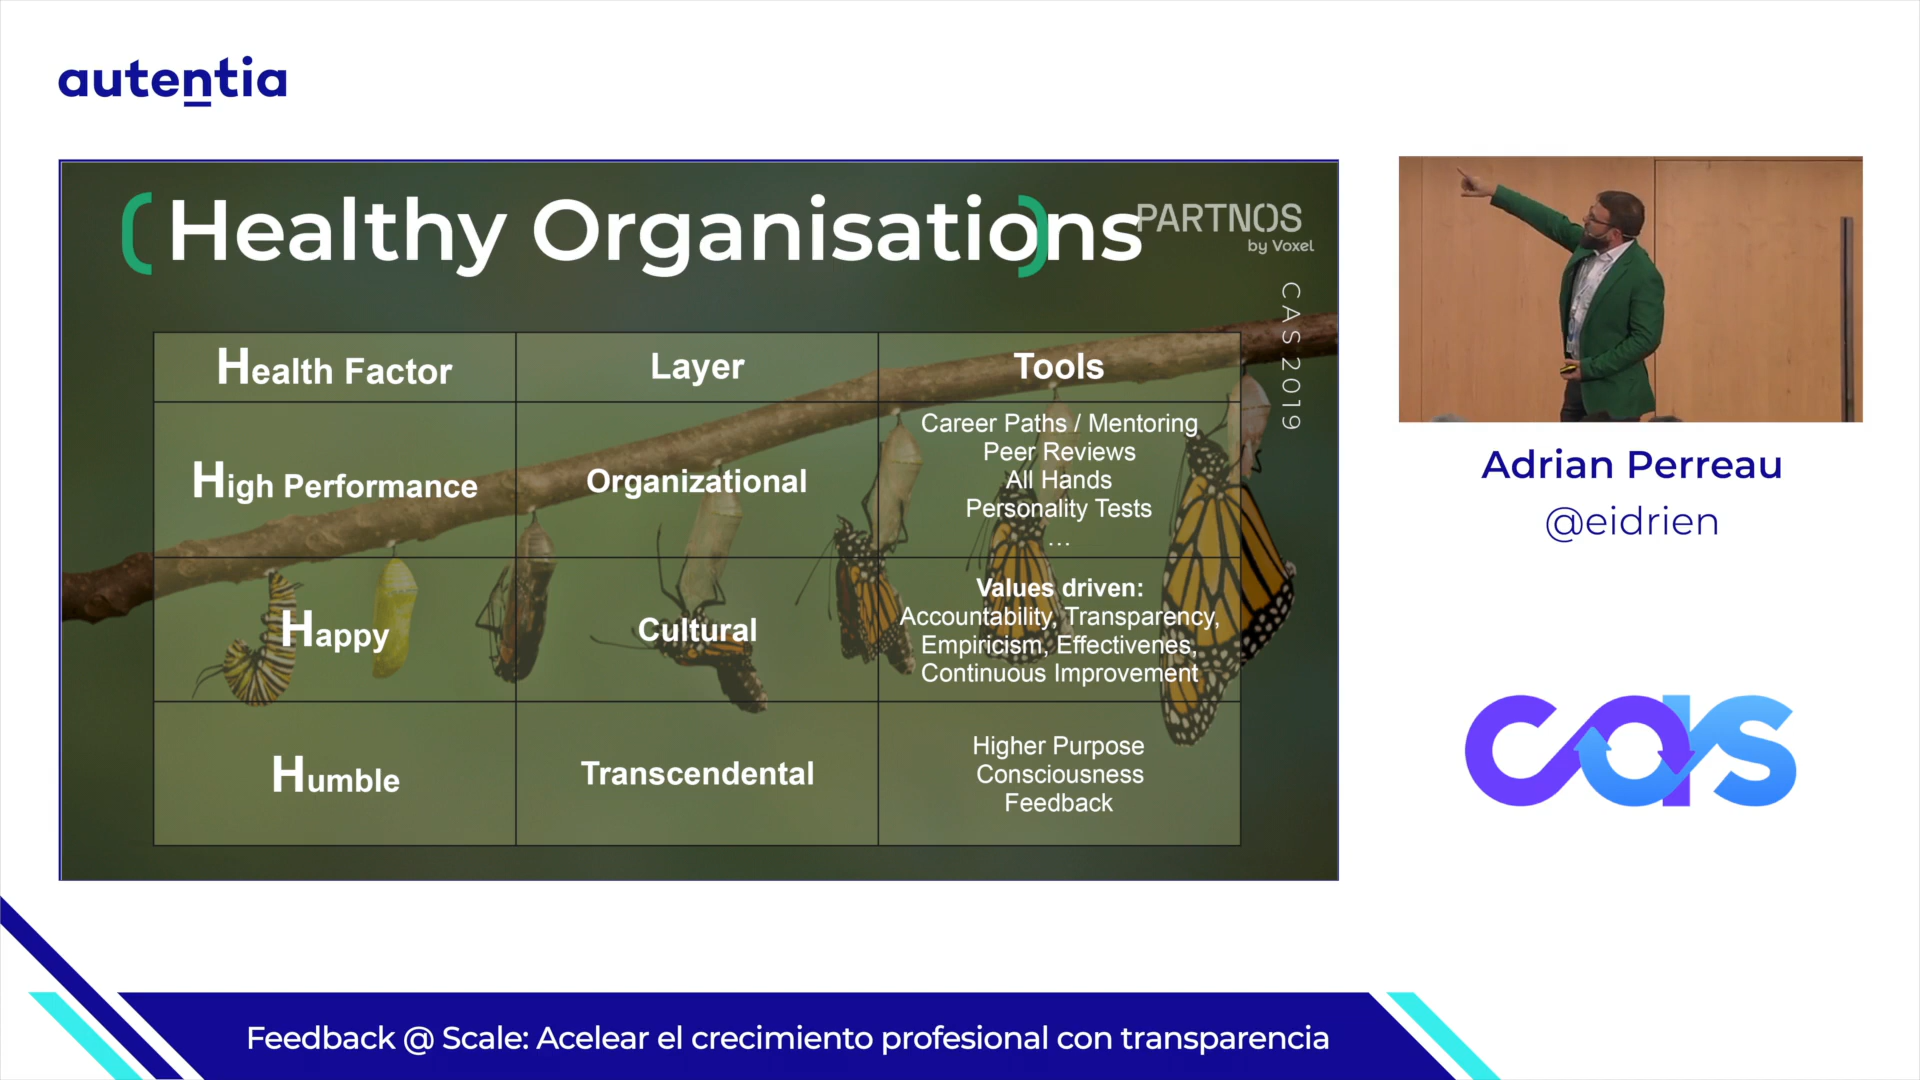 autentia
(Healthy Organisations)
PARTNOS
by Voxel
CAS2019
Health Factor
Layer
Tools
High Performance
Organizational
Career Paths / Mentoring
Peer Reviews
All Hands
Personality Tests
...
Happy
Cultural
Values driven:
Accountability, Transparency,
Empiricism, Effectivenes,
Continuous Improvement
Humble
Transcendental
Higher Purpose
Consciousness
Feedback
Adrian Perreau
@eidrien
cas
Feedback @ Scale: Acelear el crecimiento profesional con transparencia